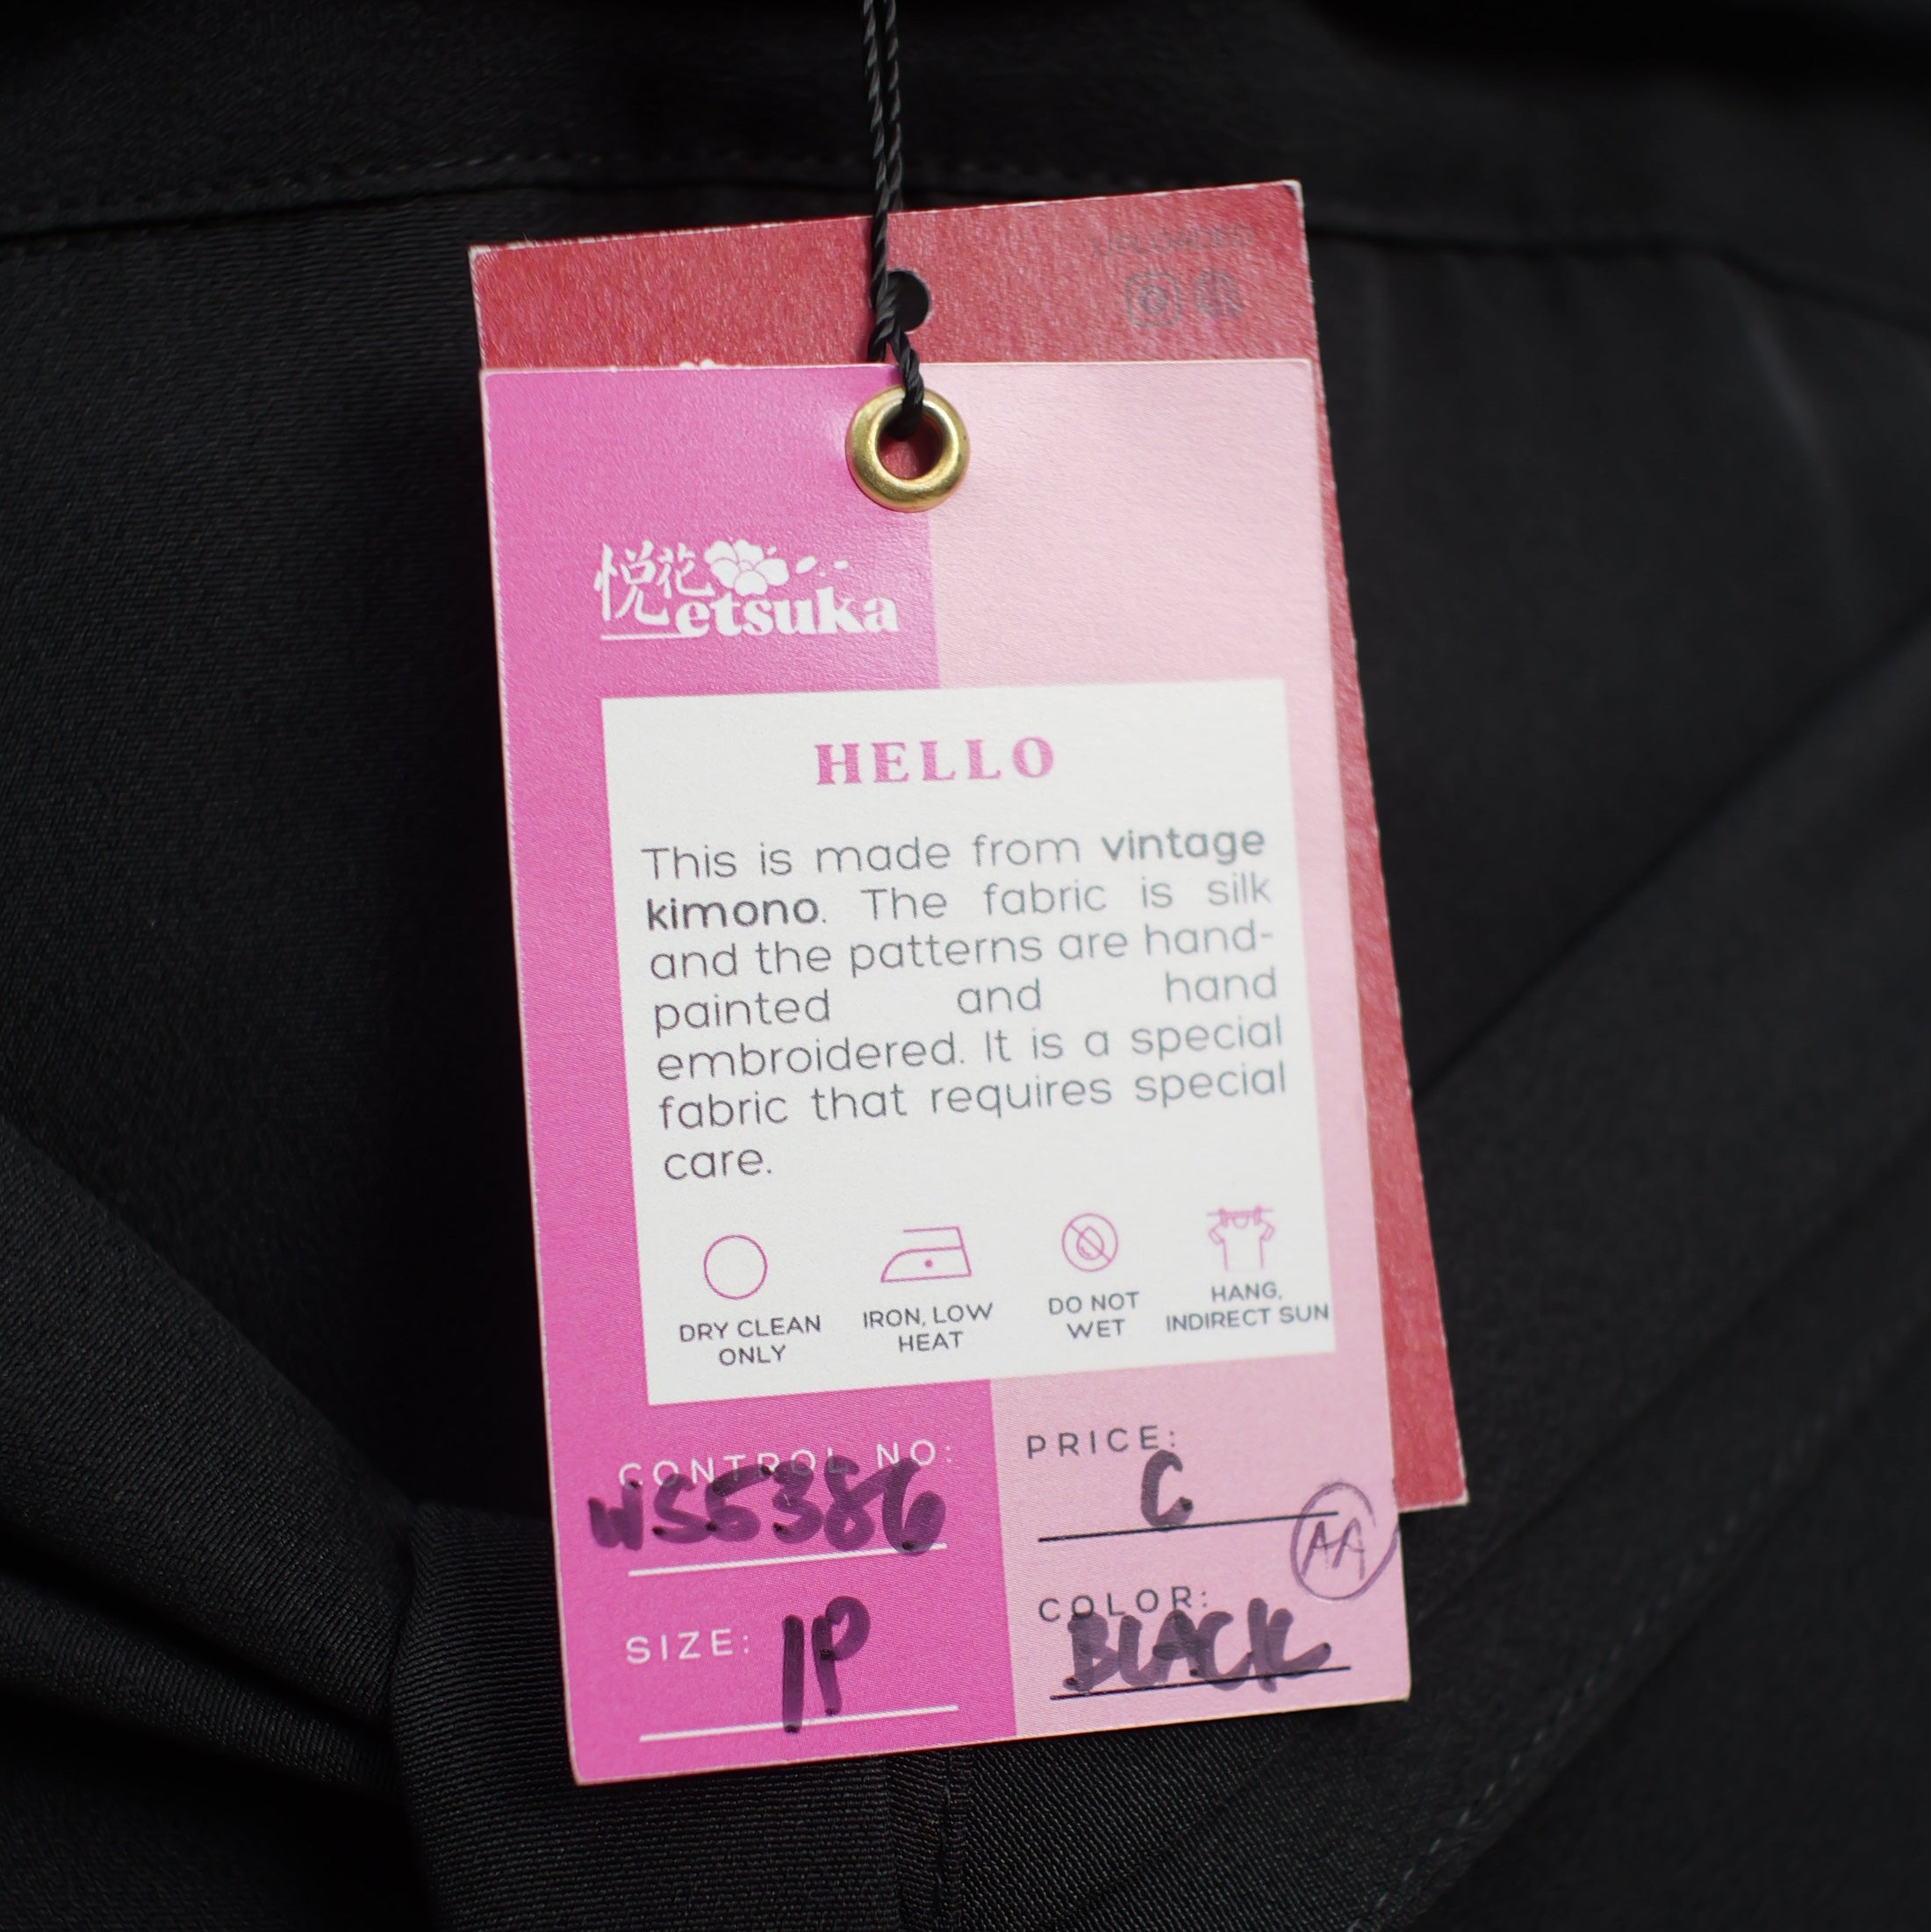 UPLOADED
悦花
etsuka
HELLO
This is made from vintage
kimono. The fabric is silk
and the patterns are hand-
painted and hand
embroidered. It is a special
fabric that requires special
care.
DRY CLEAN
ONLY
IRON, LOW
HEAT
DO NOT
WET
HANG,
INDIRECT SUN
CONTROL NO:
WS5386
PRICE:
C
AA
SIZE: 1P
COLOR:
BLACK